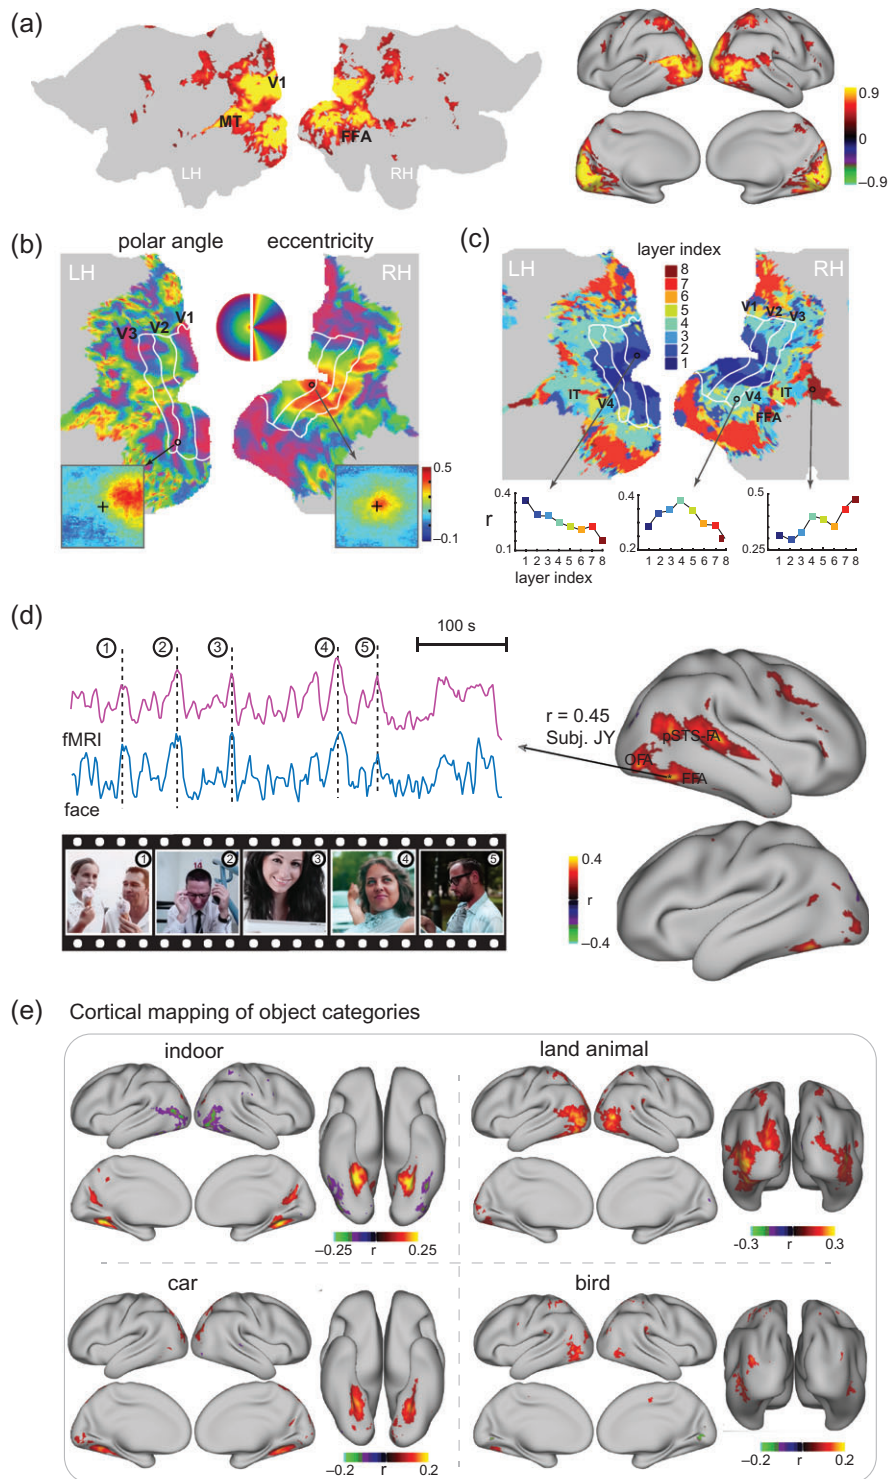 (a)
V1
MT
FFA
LH
RH
0.9
0
–0.9
(b)
polar angle
eccentricity
LH
RH
V3
V2
V1
0.5
–0.1
(c)
layer index
LH
RH
8
7
6
5
4
3
2
1
V1
V2
V3
IT
V4
V4
IT
FFA
r
0.4
0.1
1 2 3 4 5 6 7 8
layer index
0.4
0.2
1 2 3 4 5 6 7 8
0.5
0.25
1 2 3 4 5 6 7 8
(d)
1 2 3 4 5
100 s
fMRI
face
r = 0.45
Subj. JY
pSTS-FA
OFA
FFA
1 2 3 4 5
0.4
r
–0.4
(e) Cortical mapping of object categories
indoor
–0.25 r 0.25
land animal
-0.3 r 0.3
car
–0.2 r 0.2
bird
–0.2 r 0.2